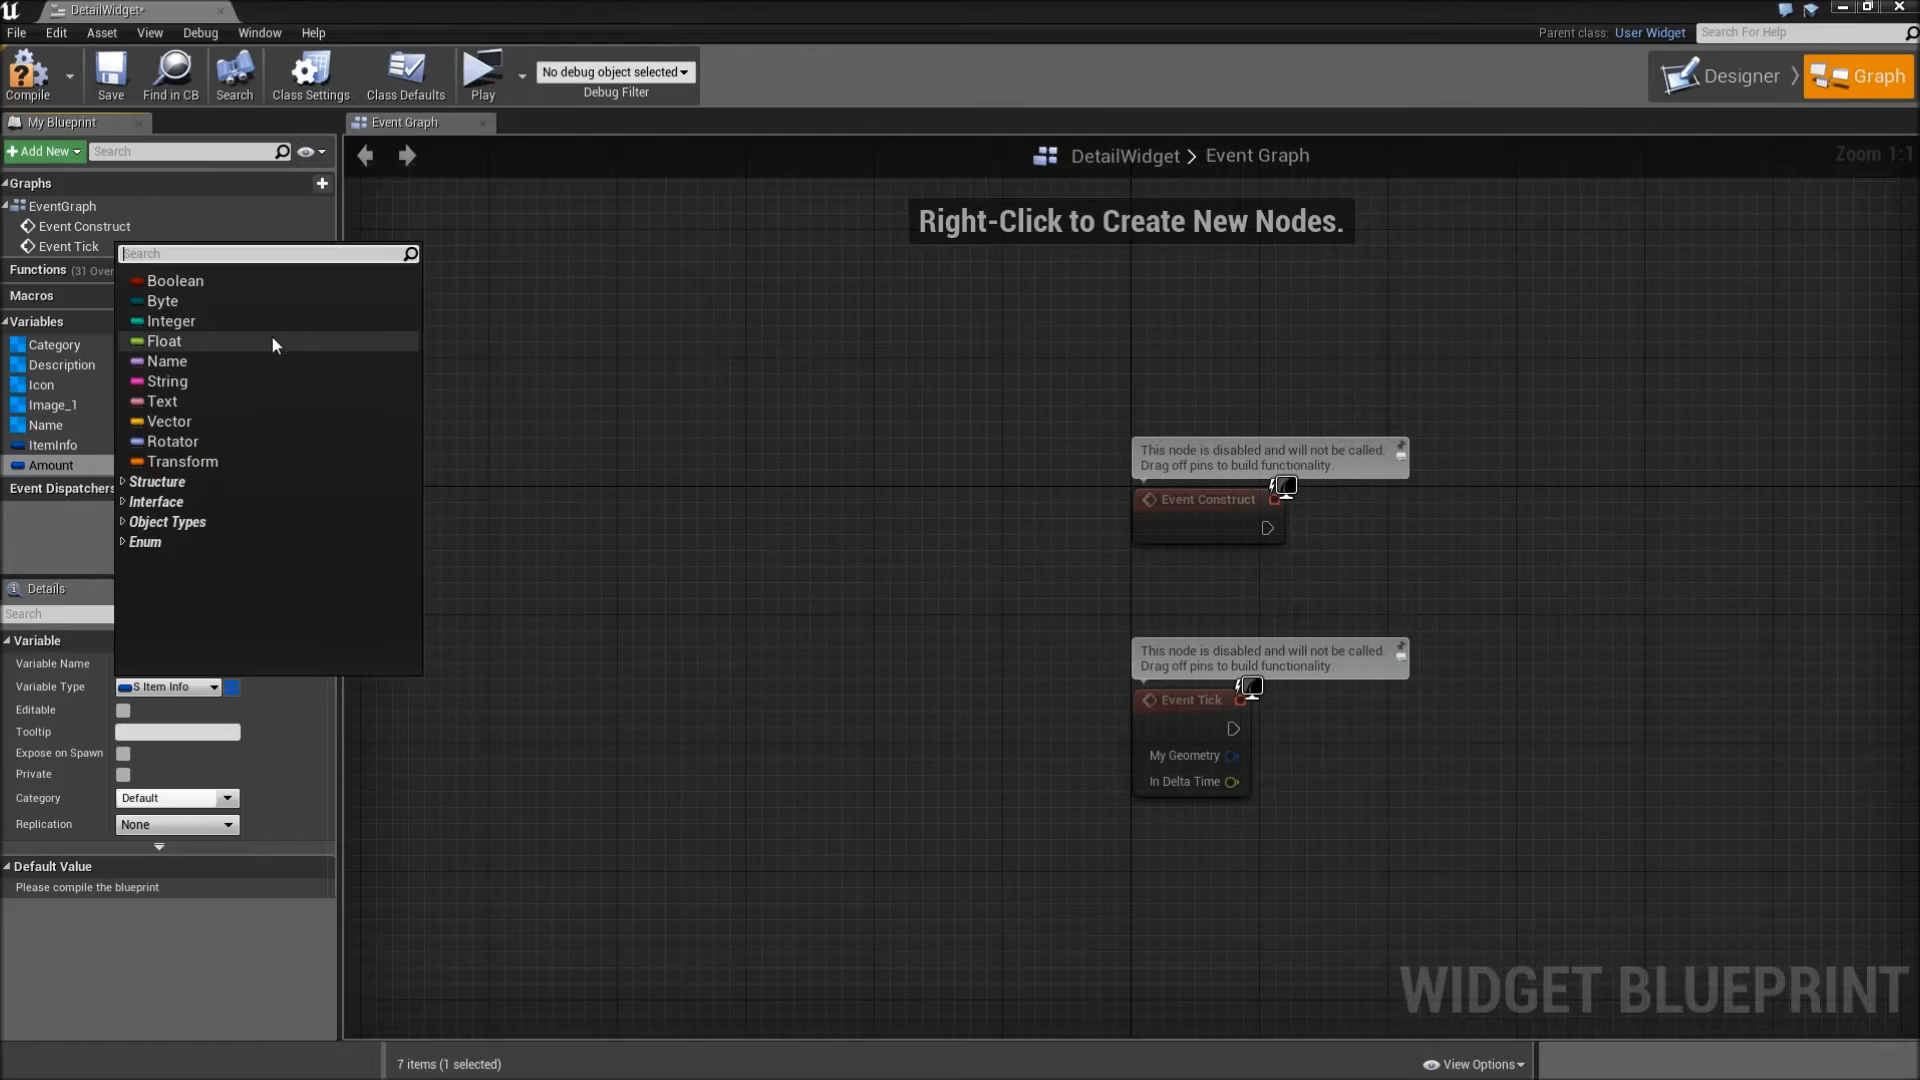 DetailWidget*
File Edit Asset View Debug Window Help
Parent class: User Widget
Search For Help
Compile Save Find in CB Search Class Settings Class Defaults Play
No debug object selected
Debug Filter
Designer Graph
My Blueprint
Event Graph
Add New Search
DetailWidget > Event Graph
Zoom 1:1
Right-Click to Create New Nodes.
Graphs
EventGraph
Event Construct
Event Tick
Functions (31 Over
Macros
Variables
Category
Description
Icon
Image_1
Name
ItemInfo
Amount
Event Dispatchers
Search
Boolean
Byte
Integer
Float
Name
String
Text
Vector
Rotator
Transform
Structure
Interface
Object Types
Enum
This node is disabled and will not be called.
Drag off pins to build functionality.
Event Construct
This node is disabled and will not be called.
Drag off pins to build functionality.
Event Tick
My Geometry
In Delta Time
Details
Search
Variable
Variable Name
Variable Type S Item Info
Editable
Tooltip
Expose on Spawn
Private
Category Default
Replication None
Default Value
Please compile the blueprint
WIDGET BLUEPRINT
7 items (1 selected)
View Options